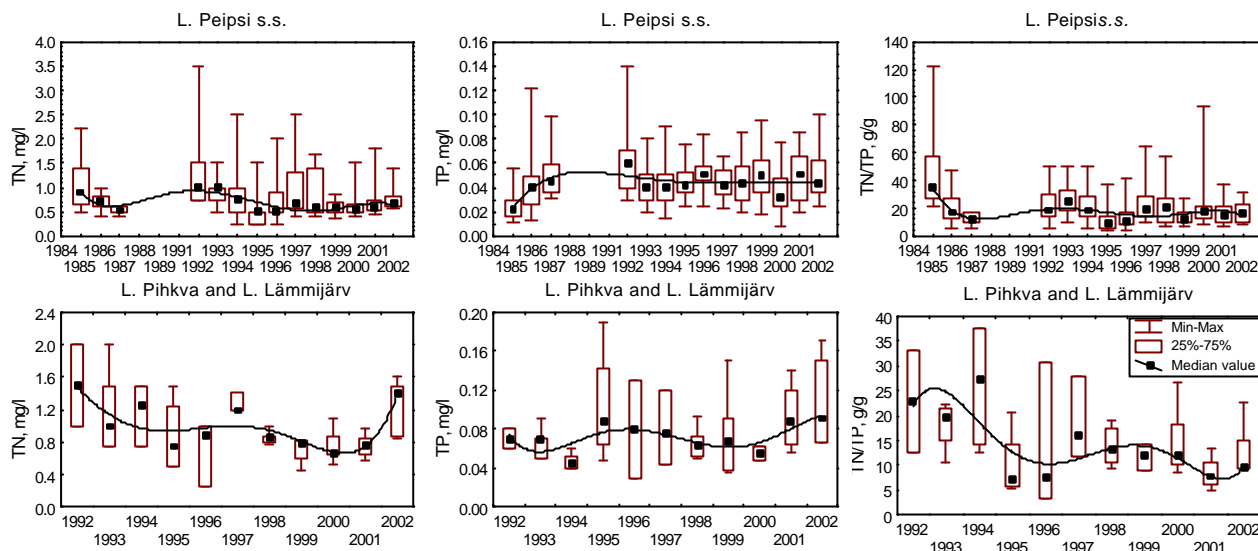 L. Peipsi s.s.
TN, mg/l
4.0
3.5
3.0
2.5
2.0
1.5
1.0
0.5
0.0
1984 1986 1988 1991 1993 1995 1997 1999 2001
1985 1987 1989 1992 1994 1996 1998 2000 2002
L. Peipsi s.s.
TP, mg/l
0.16
0.14
0.12
0.10
0.08
0.06
0.04
0.02
0.00
1984 1986 1988 1991 1993 1995 1997 1999 2001
1985 1987 1989 1992 1994 1996 1998 2000 2002
L. Peipsis.s.
TN/TP, g/g
140
120
100
80
60
40
20
0
1984 1986 1988 1991 1993 1995 1997 1999 2001
1985 1987 1989 1992 1994 1996 1998 2000 2002
L. Pihkva and L. Lämmijärv
TN, mg/l
2.4
2.0
1.6
1.2
0.8
0.4
0.0
1992 1994 1996 1998 2000 2002
1993 1995 1997 1999 2001
L. Pihkva and L. Lämmijärv
TP, mg/l
0.20
0.16
0.12
0.08
0.04
0.00
1992 1994 1996 1998 2000 2002
1993 1995 1997 1999 2001
L. Pihkva and L. Lämmijärv
TN/TP, g/g
40
35
30
25
20
15
10
5
0
Min-Max
25%-75%
Median value
1992 1994 1996 1998 2000 2002
1993 1995 1997 1999 2001